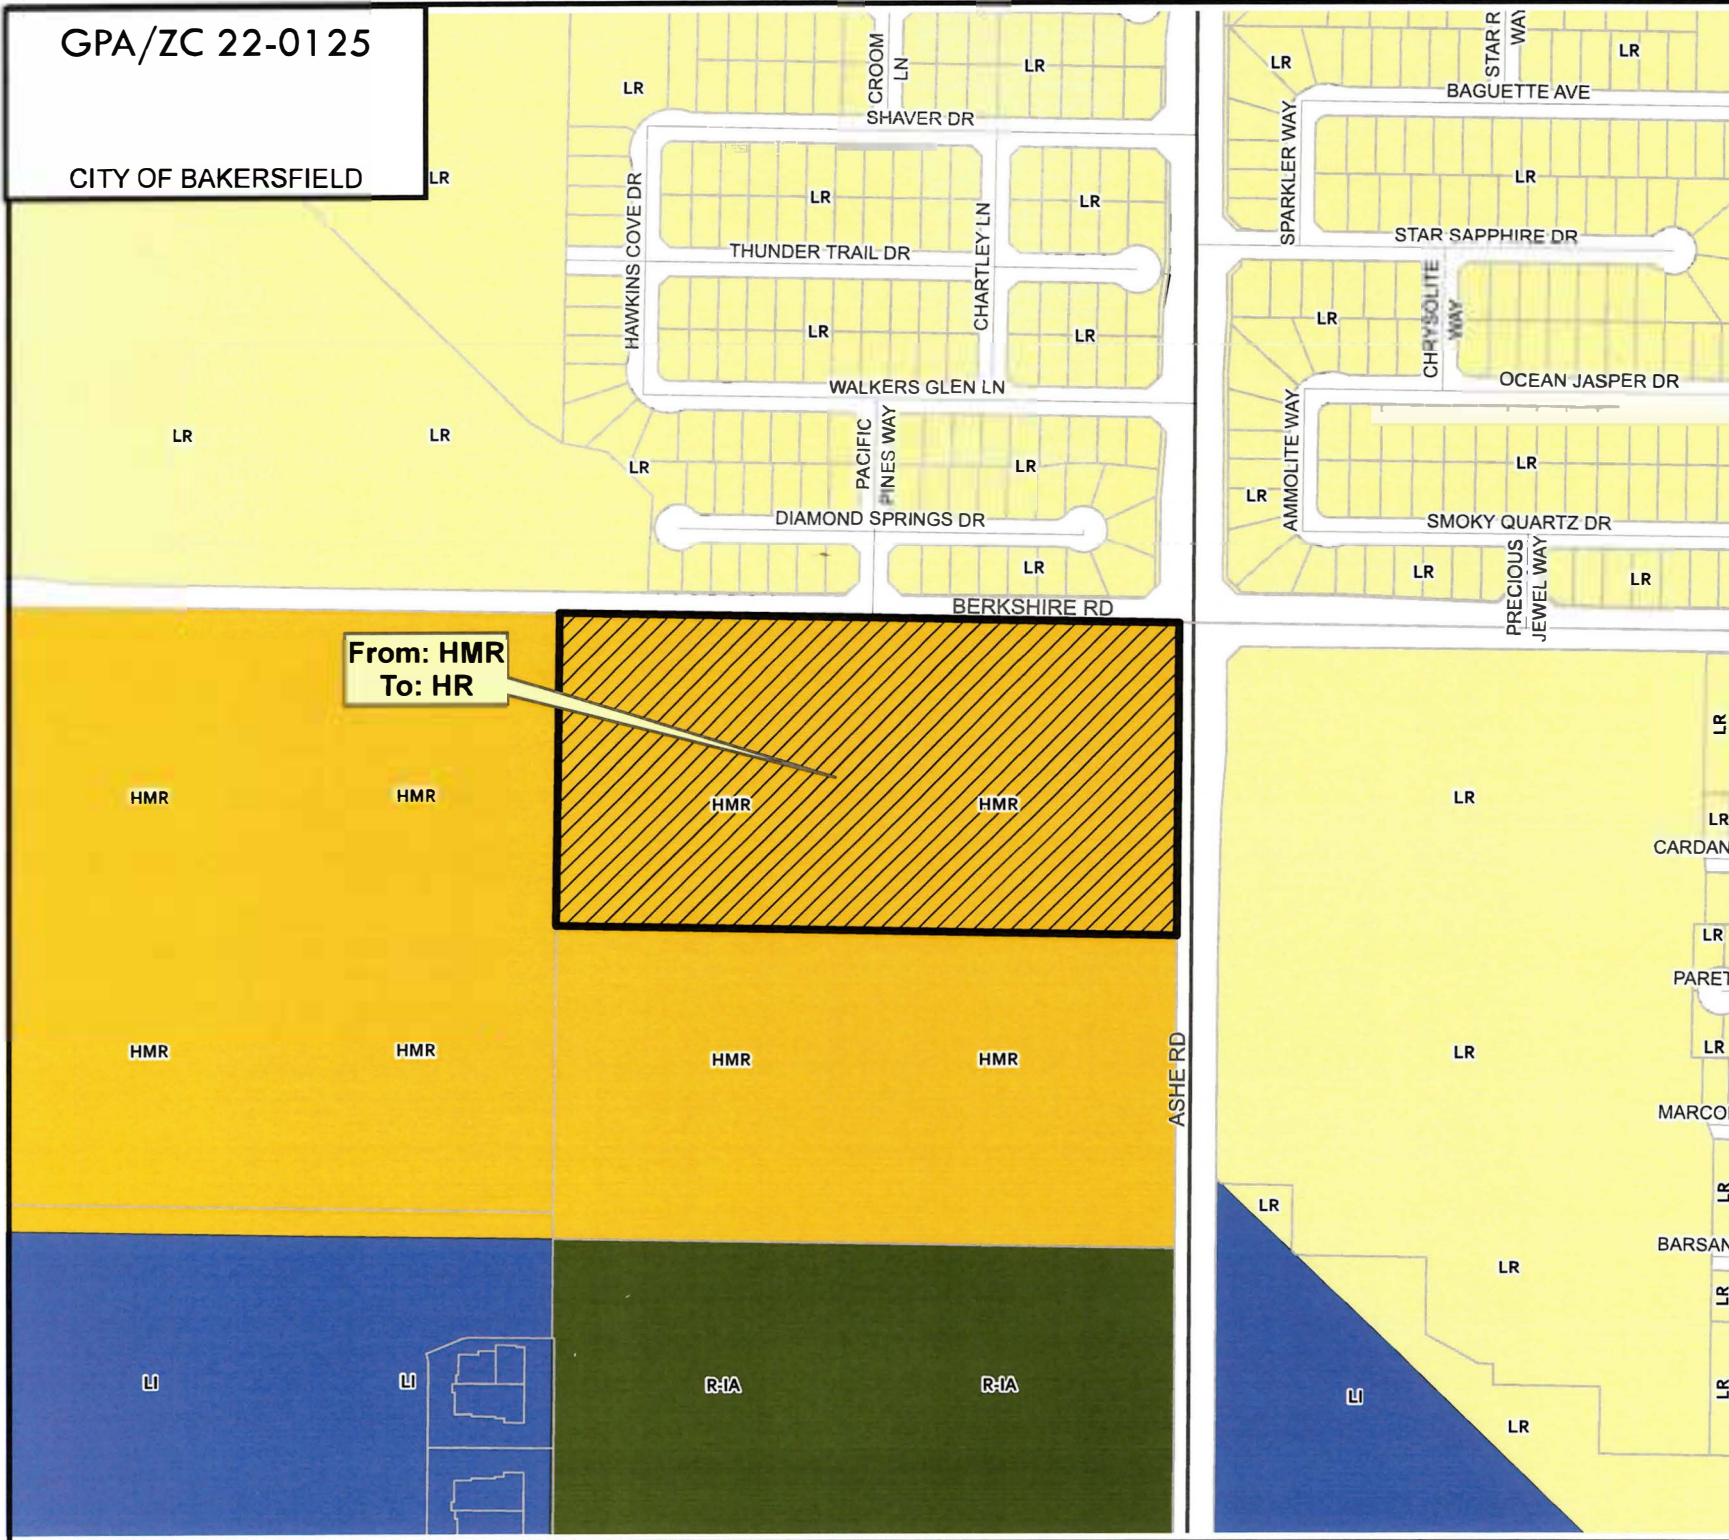 GPA/ZC 22-0125
CITY OF BAKERSFIELD
LR
LR
CROOM
LN
LR
SHAVER DR
HAWKINS COVE DR
LR
CHARTLEY LN
LR
THUNDER TRAIL DR
LR
LR
WALKERS GLEN LN
LR
LR
LR
PACIFIC
PINES WAY
LR
DIAMOND SPRINGS DR
LR
BERKSHIRE RD
LR
STAR R
WAY
LR
BAGUETTE AVE
SPARKLER WAY
LR
STAR SAPPHIRE DR
LR
CHRYSOLITE
WAY
OCEAN JASPER DR
AMMOLITE WAY
LR
LR
SMOKY QUARTZ DR
LR
PRECIOUS
JEWEL WAY
LR
From: HMR
To: HR
HMR
HMR
HMR
HMR
LR
LR
LR
CARDAN
LR
PARET
HMR
HMR
HMR
HMR
ASHE RD
LR
LR
MARCO
LR
LR
BARSAN
LR
LR
LI
LI
R-IA
R-IA
LI
LR
LR